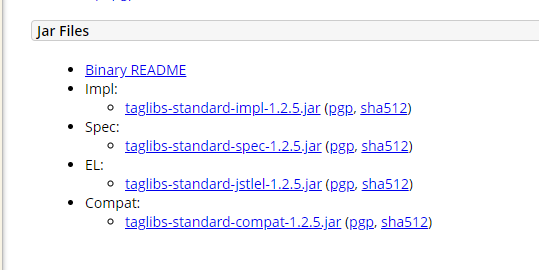 Jar Files
Binary README
Impl:
taglibs-standard-impl-1.2.5.jar (pgp, sha512)
Spec:
taglibs-standard-spec-1.2.5.jar (pgp, sha512)
EL:
taglibs-standard-jstlel-1.2.5.jar (pgp, sha512)
Compat:
taglibs-standard-compat-1.2.5.jar (pgp, sha512)